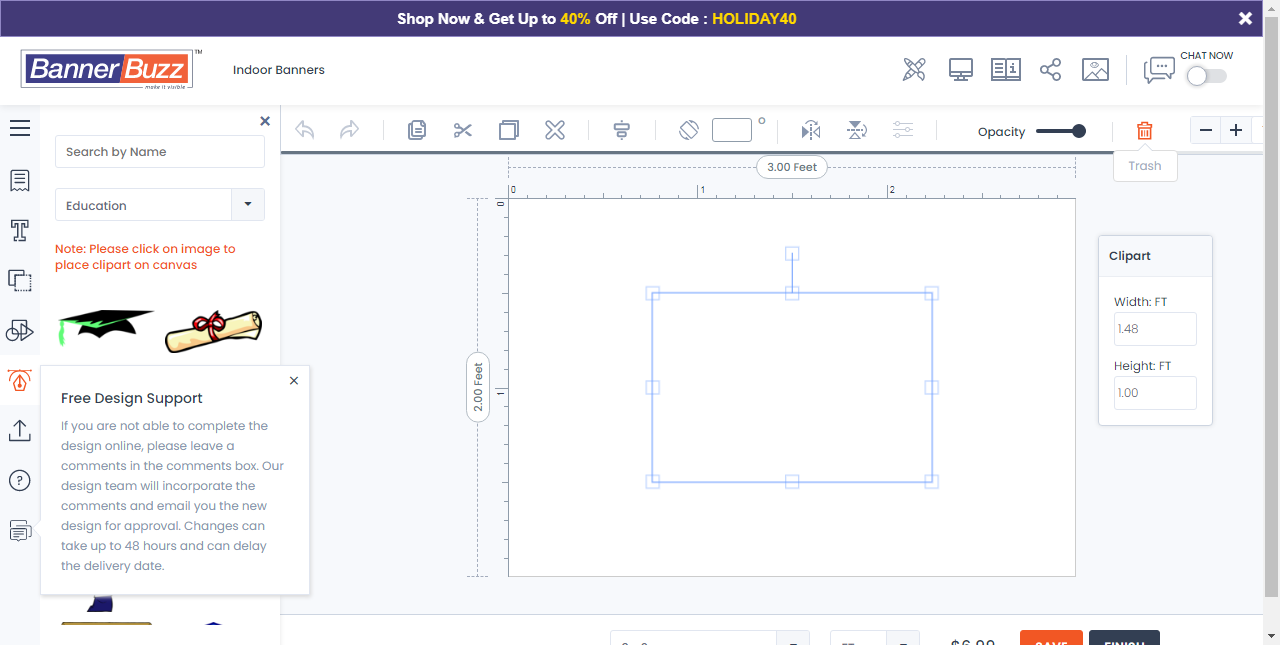 Shop Now & Get Up to 40% Off | Use Code : HOLIDAY40
BannerBuzz
TM
make it visible
Indoor Banners
CHAT NOW
Search by Name
Education
Note: Please click on image to
place clipart on canvas
Opacity
Trash
3.00 Feet
0
1
2
0
2.00 Feet
1
Clipart
Width: FT
1.48
Height: FT
1.00
Free Design Support
If you are not able to complete the
design online, please leave a
comments in the comments box. Our
design team will incorporate the
comments and email you the new
design for approval. Changes can
take up to 48 hours and can delay
the delivery date.
$6.99
SAVE
FINISH